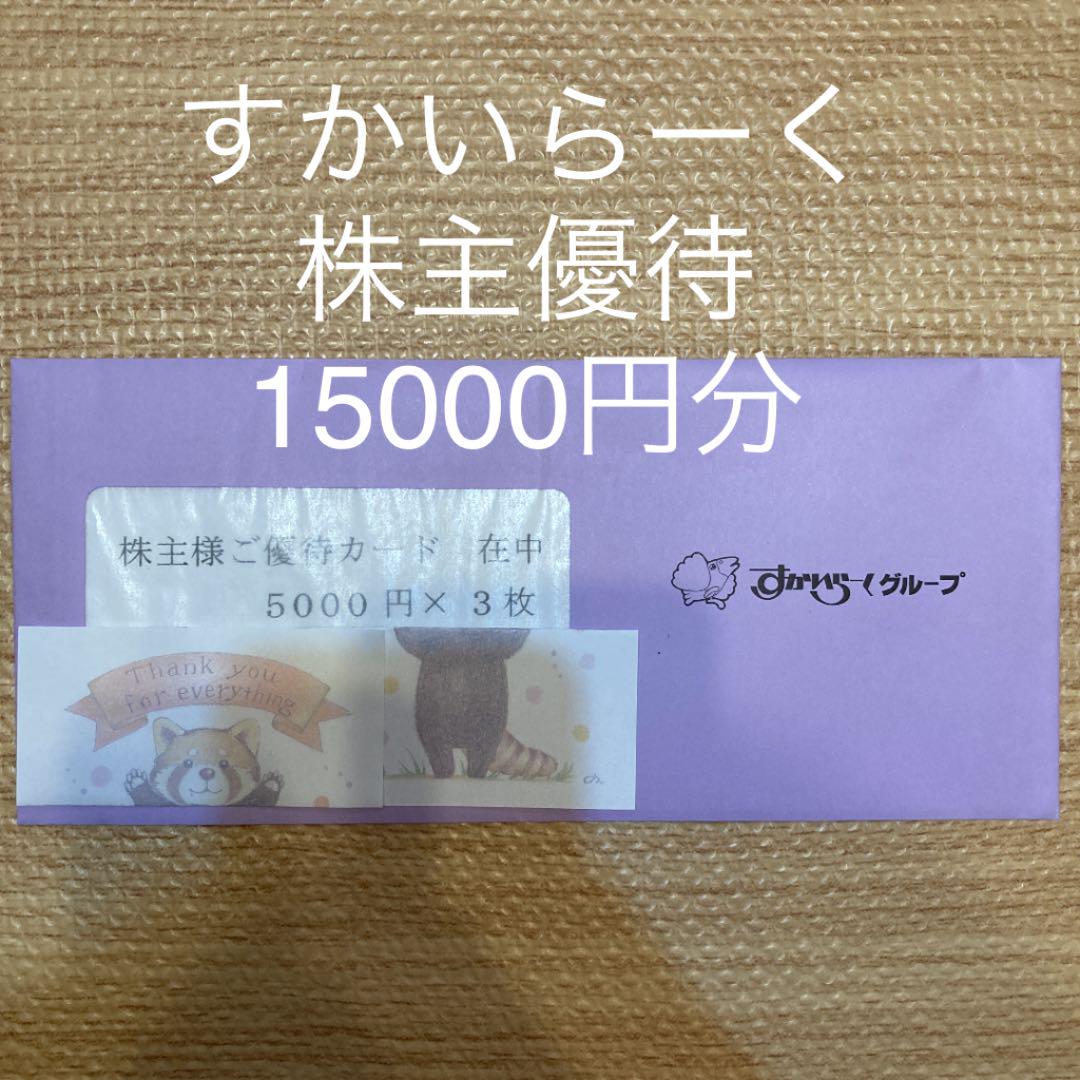 すかいらーく
株主優待
15000円分
株主様ご優待カード 在中
5000円×3枚
すかいらーくグループ
Thank you
for everything